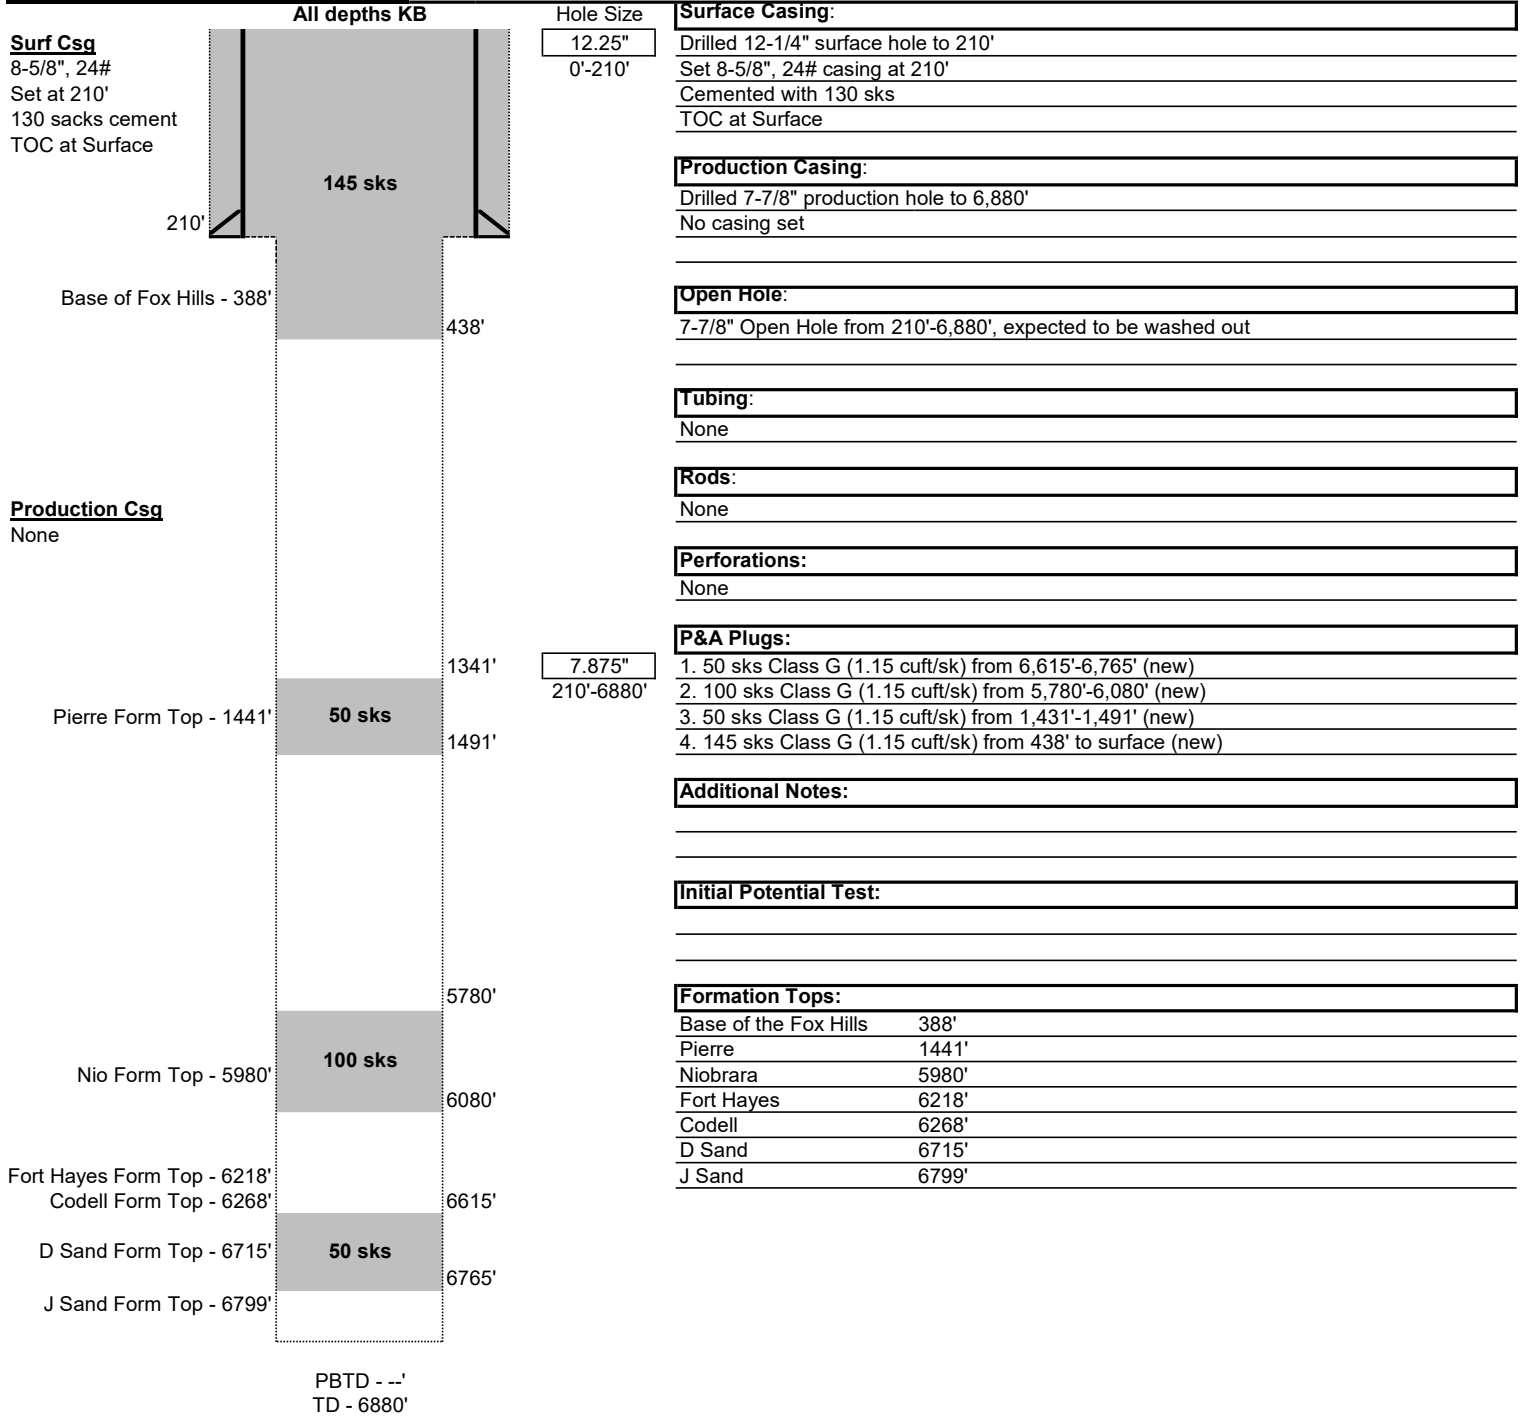 All depths KB
Hole Size
Surf Csg
8-5/8", 24#
Set at 210'
130 sacks cement
TOC at Surface
12.25"
0'-210'
145 sks
210'
Base of Fox Hills - 388'
438'
Production Csg
None
1341'
7.875"
210'-6880'
Pierre Form Top - 1441'
50 sks
1491'
5780'
100 sks
Nio Form Top - 5980'
6080'
Fort Hayes Form Top - 6218'
Codell Form Top - 6268'
6615'
D Sand Form Top - 6715'
50 sks
6765'
J Sand Form Top - 6799'
PBTD - --'
TD - 6880'
Surface Casing:
Drilled 12-1/4" surface hole to 210'
Set 8-5/8", 24# casing at 210'
Cemented with 130 sks
TOC at Surface
Production Casing:
Drilled 7-7/8" production hole to 6,880'
No casing set
Open Hole:
7-7/8" Open Hole from 210'-6,880', expected to be washed out
Tubing:
None
Rods:
None
Perforations:
None
P&A Plugs:
1. 50 sks Class G (1.15 cuft/sk) from 6,615'-6,765' (new)
2. 100 sks Class G (1.15 cuft/sk) from 5,780'-6,080' (new)
3. 50 sks Class G (1.15 cuft/sk) from 1,431'-1,491' (new)
4. 145 sks Class G (1.15 cuft/sk) from 438' to surface (new)
Additional Notes:
Initial Potential Test:
Formation Tops:
Base of the Fox Hills 388'
Pierre 1441'
Niobrara 5980'
Fort Hayes 6218'
Codell 6268'
D Sand 6715'
J Sand 6799'